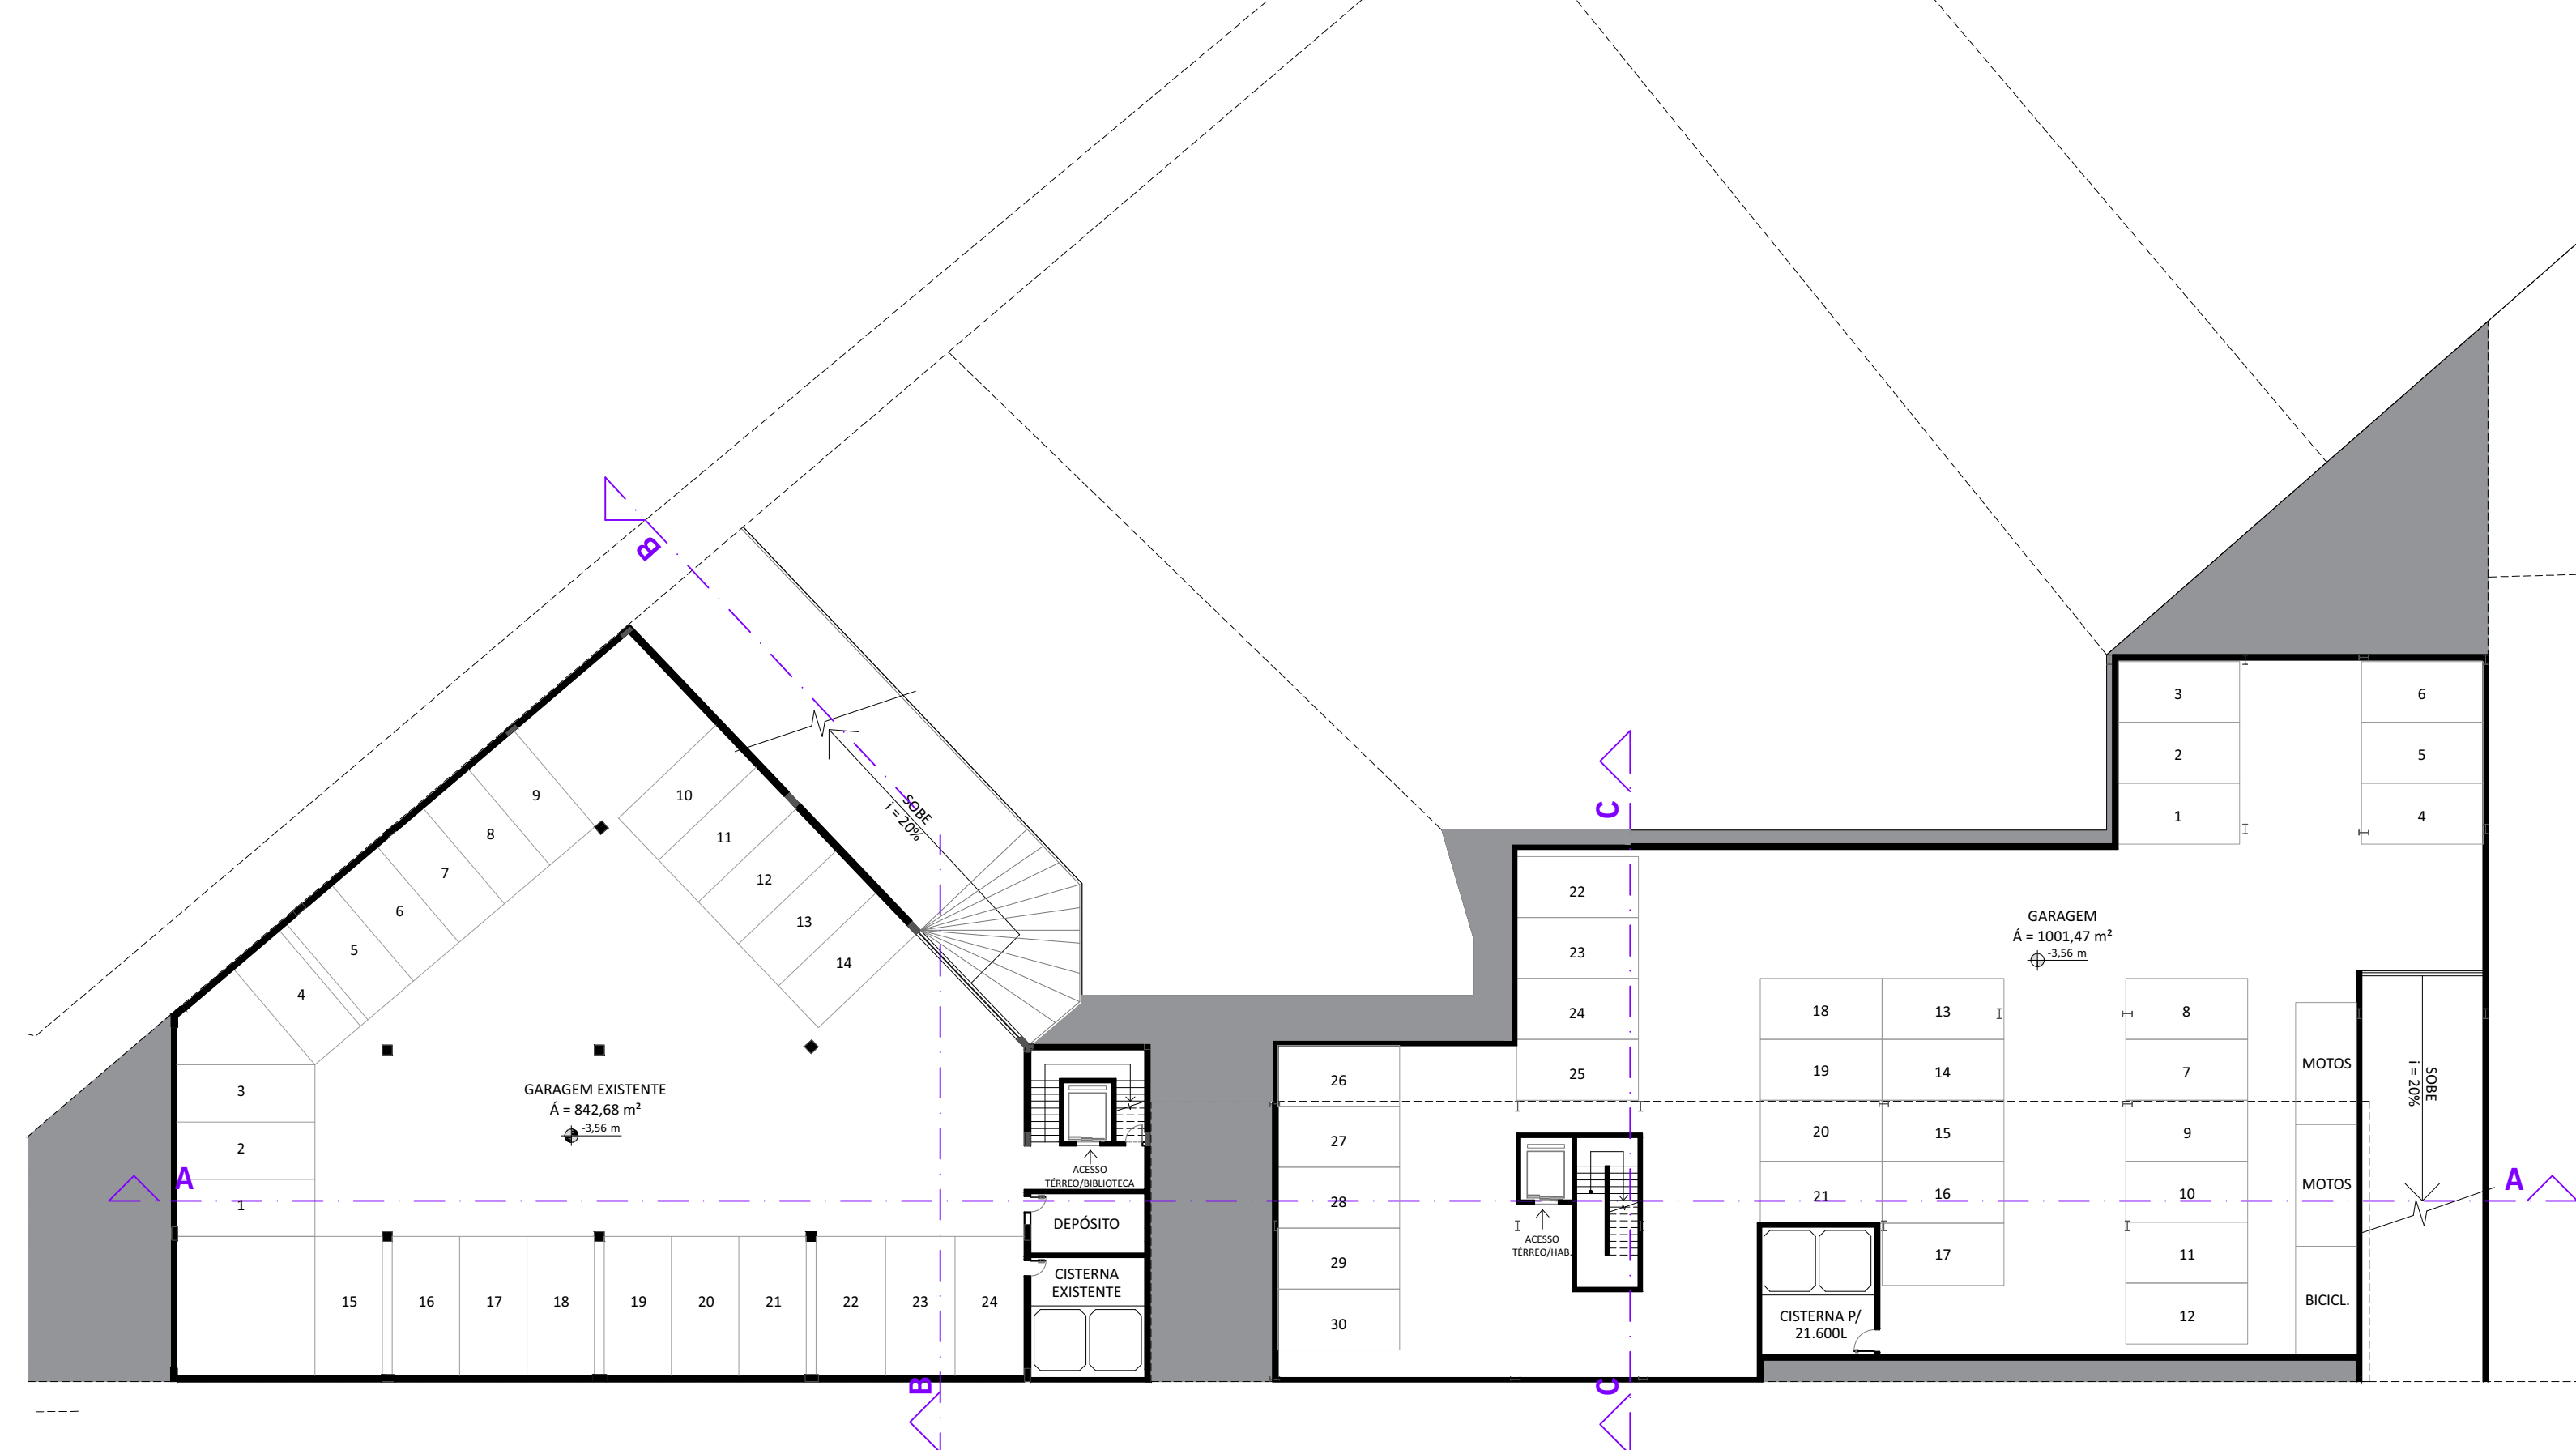 B
SOBE
i = 20%
9
8
7
6
5
4
10
11
12
13
14
3
2
1
GARAGEM EXISTENTE
Á = 842,68 m²
-3,56 m
A
15
16
17
18
19
20
21
22
23
24
B
ACESSO
TÉRREO/BIBLIOTECA
DEPÓSITO
CISTERNA
EXISTENTE
C
3
2
1
6
5
4
22
23
24
25
GARAGEM
Á = 1001,47 m²
-3,56 m
26
27
28
29
30
ACESSO
TÉRREO/HAB.
C
18
19
20
21
13
14
15
16
17
CISTERNA P/
21.600L
8
7
9
10
11
12
MOTOS
MOTOS
BICICL.
SOBE
i = 20%
A